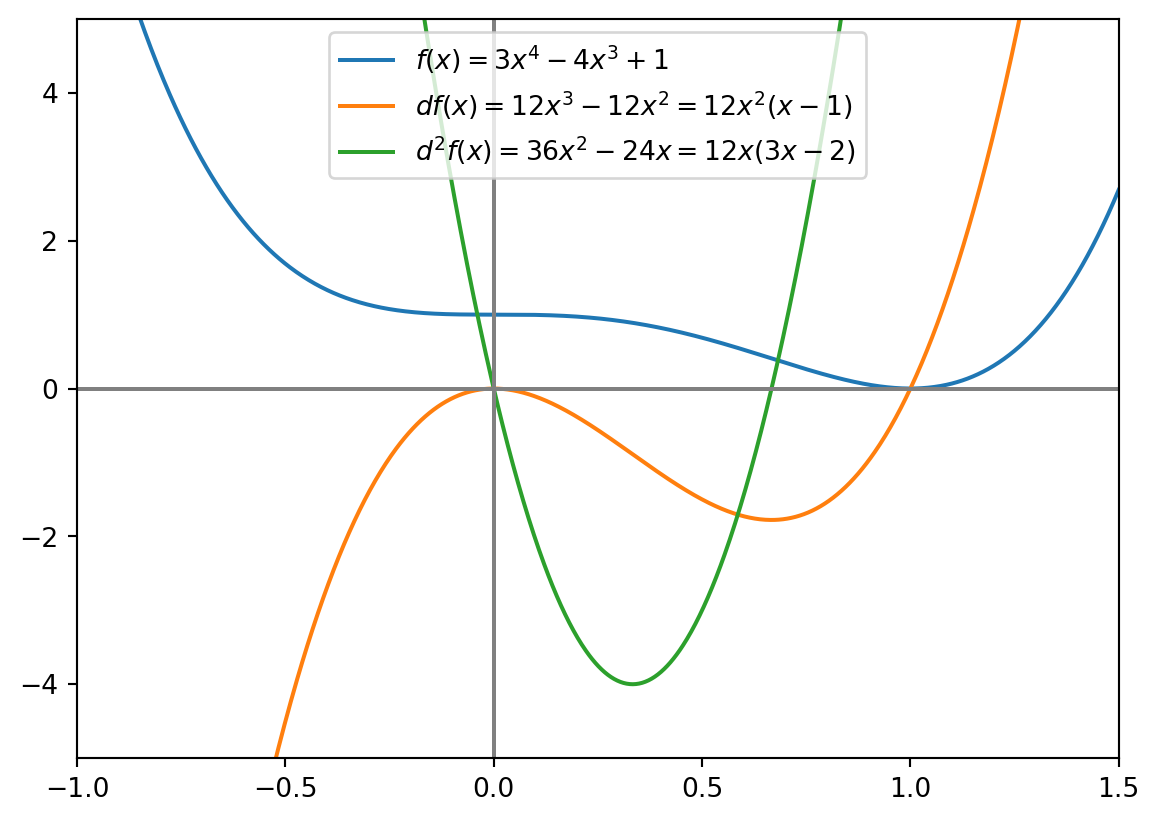 f(x) = 3x⁴ − 4x³ + 1
df(x) = 12x³ − 12x² = 12x²(x − 1)
d²f(x) = 36x² − 24x = 12x(3x − 2)
4
2
0
−2
−4
−1.0 −0.5 0.0 0.5 1.0 1.5